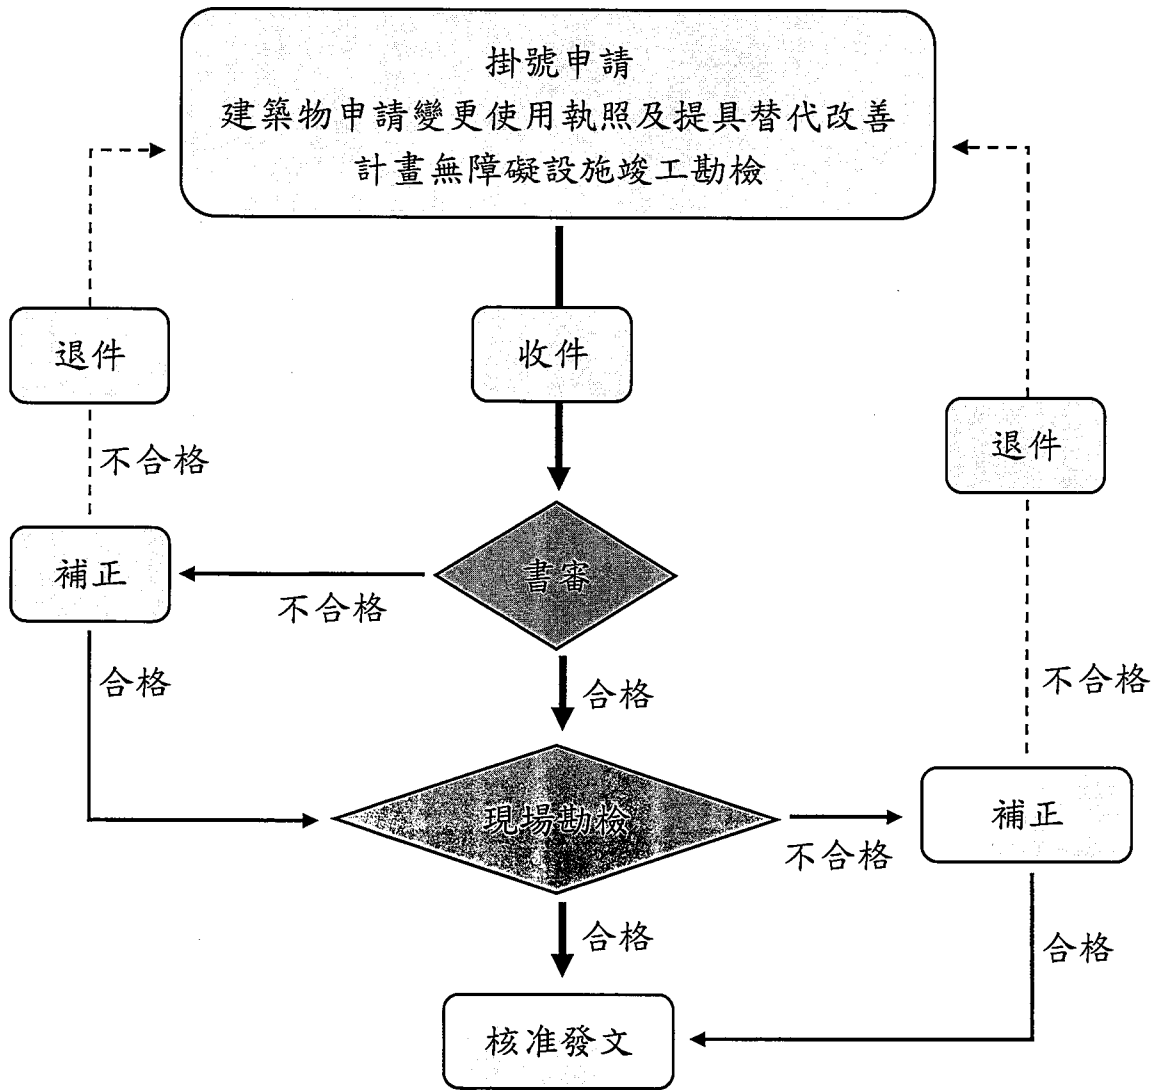 掛號申請
建築物申請變更使用執照及提具替代改善
計畫無障礙設施竣工勘檢
退件
收件
退件
不合格
補正
書審
不合格
合格
合格
不合格
現場勘檢
不合格
補正
合格
合格
核准發文